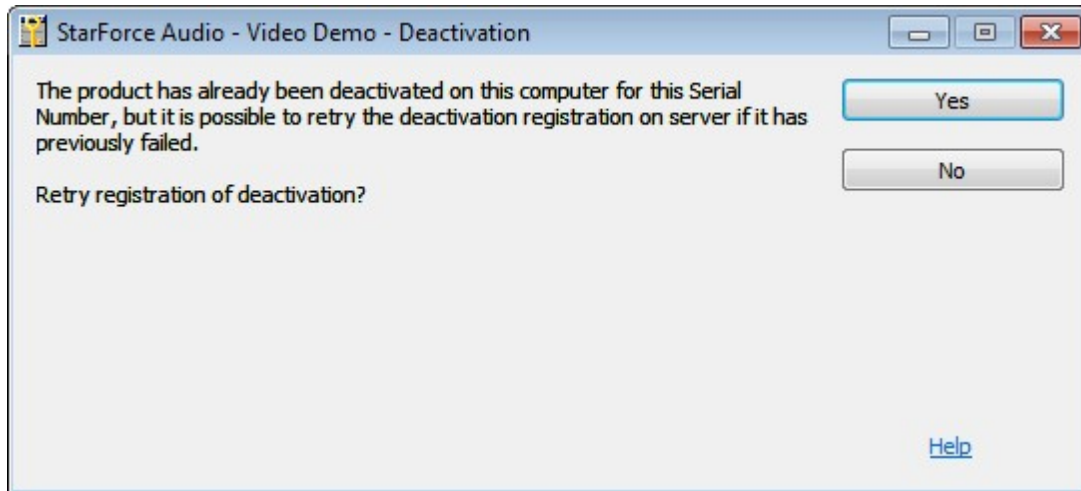 StarForce Audio - Video Demo - Deactivation
The product has already been deactivated on this computer for this Serial
Number, but it is possible to retry the deactivation registration on server if it has
previously failed.
Retry registration of deactivation?
Yes
No
Help